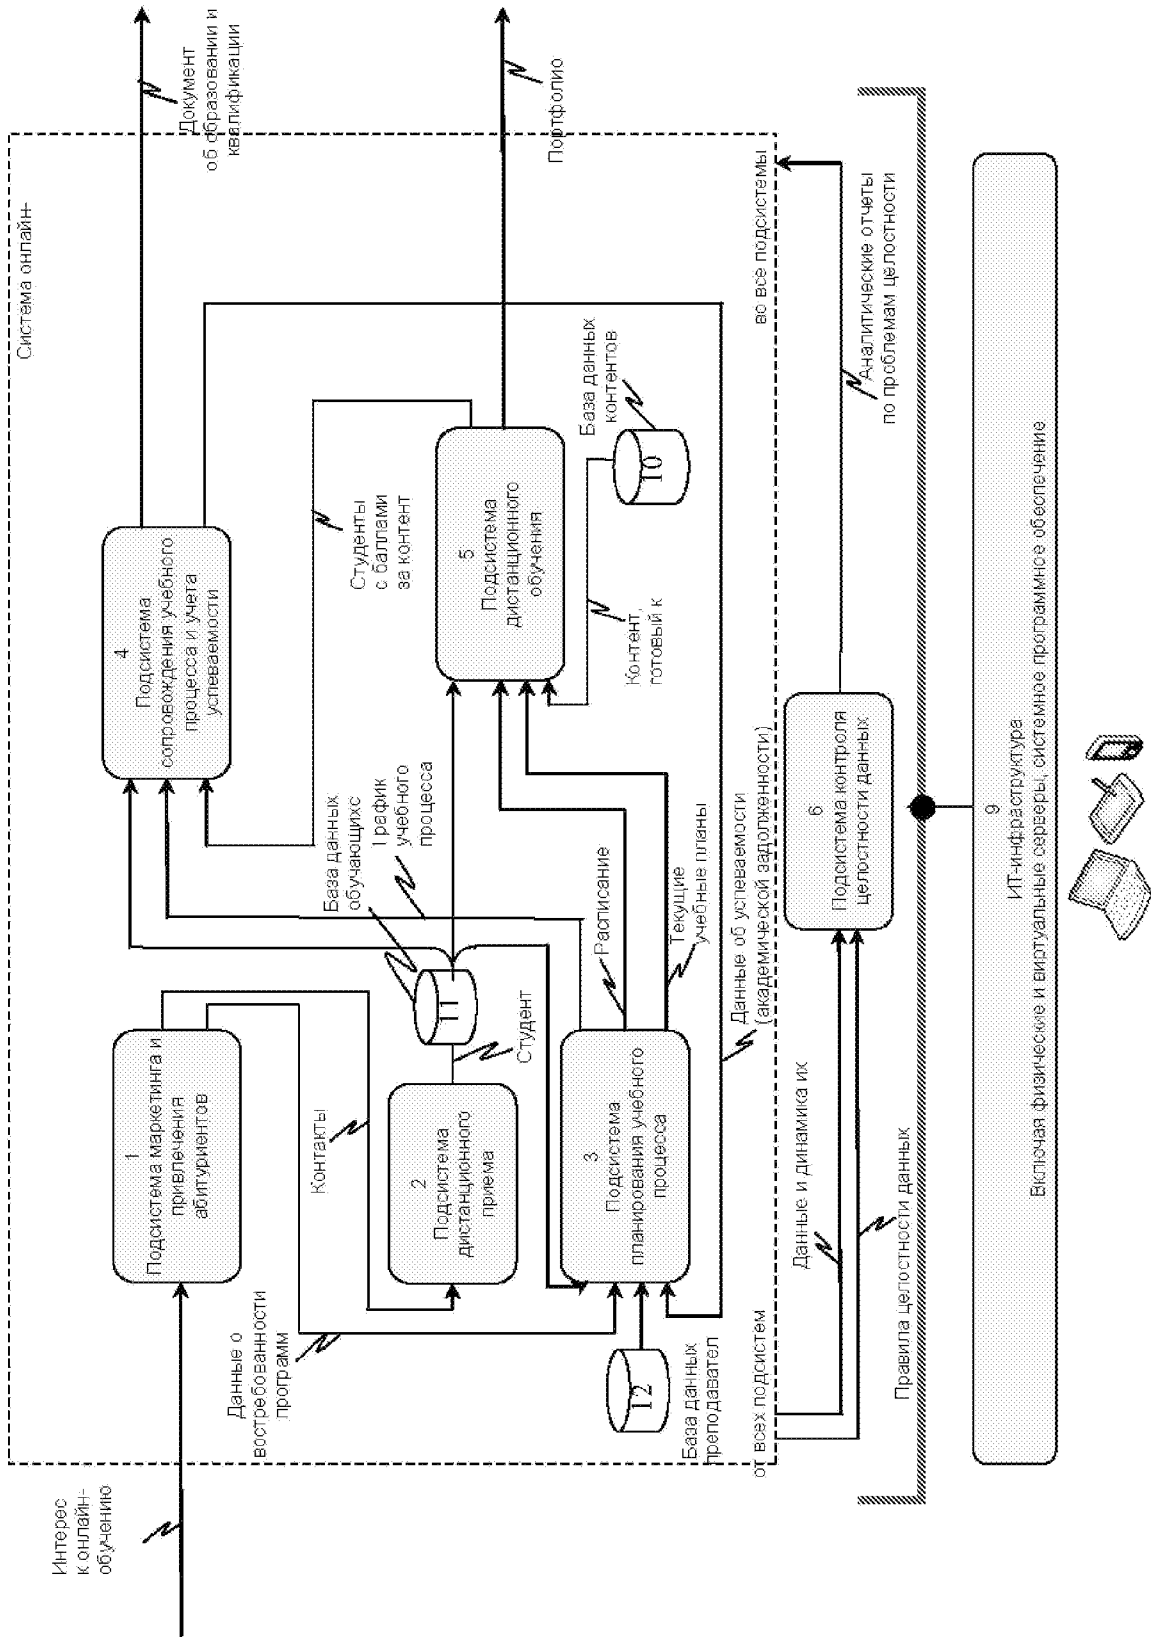 Система онлайн-
Интерес
к онлайн-
обучению
1
Подсистема маркетинга и
привлечения
абитуриентов
4
Подсистема
сопровождения учебного
процесса и учета
успеваемости
Документ
об образовании и
квалификации
Данные о
востребованности
программ
Контакты
База данных
обучающихс
График
учебного
процесса
Студенты
с баллами
за контент
2
Подсистема
дистанционного
приема
11
Студент
5
Подсистема
дистанционного
обучения
Портфолио
3
Подсистема
планирования учебного
процесса
Расписание
Текущие
учебные планы
Контент,
готовый к
База данных
контентов
10
12
База данных
преподавател
Данные об успеваемости
(академической задолженности)
от всех подсистем
во все подсистемы
Данные и динамика их
Правила целостности данных
6
Подсистема контроля
целостности данных
Аналитические отчеты
по проблемам целостности
9
ИТ-инфраструктура
Включая физические и виртуальные серверы, системное программное обеспечение